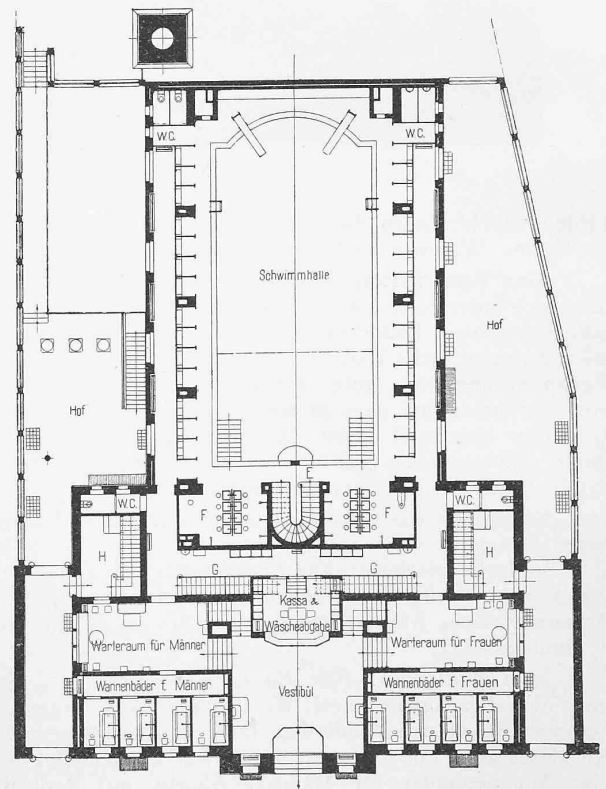 W.C.
W.C.
Schwimmhalle
Hof
Hof
E
W.C.
F
F
W.C.
H
H
G
G
Kassa &
Wäscheabgabe
Warteraum für Männer
Warteraum für Frauen
Wannenbäder f. Männer
Vestibül
Wannenbäder f. Frauen